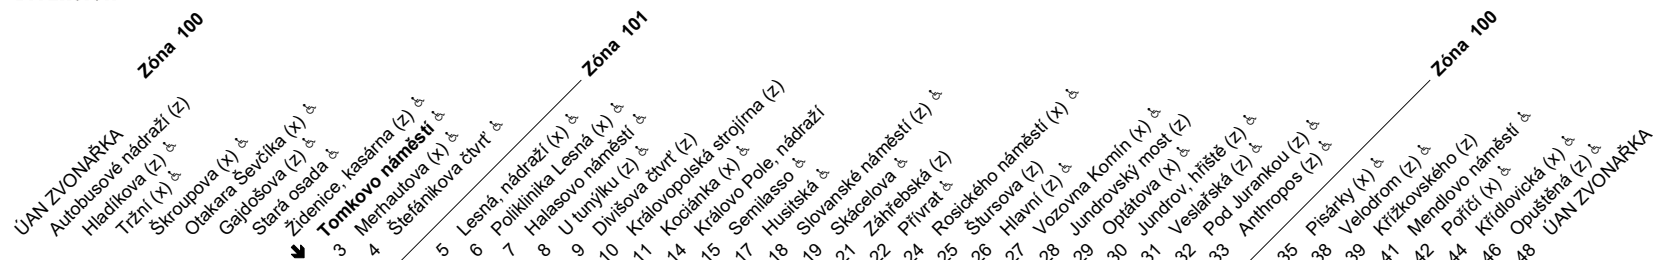 Zóna 100
ÚAN ZVONAŘKA
Autobusové nádraží (z)
Hladíkova (z) ♿
Tržní (x) ♿
Škroupova (x) ♿
Otakara Ševčíka (x) ♿
Gajdošova (z) ♿
Stará osada ♿
Židenice, kasárna (z) ♿
Tomkovo náměstí ♿
3 Merhautova (x) ♿
4 Štefánikova čtvrť ♿
Zóna 101
5 Lesná, nádraží (x) ♿
6 Poliklinika Lesná (x) ♿
7 Halasovo náměstí ♿
8 U tunýlku (z) ♿
9 Divišova čtvrť (z)
10 Královopolská strojírna (z)
11 Kociánka (x) ♿
14 Královo Pole, nádraží
15 Semilasso ♿
17 Husitská ♿
18 Slovanské náměstí (z) ♿
19 Skácelova ♿
21 Záhřebská (z)
22 Přívrat ♿
24 Rosického náměstí (x) ♿
25 Štursova (z)
26 Hlavní (z) ♿
27 Vozovna Komín (x) ♿
28 Jundrovský most (z)
29 Optátova (x) ♿
30 Jundrov, hřiště (z) ♿
31 Veslařská (z) ♿
32 Pod Jurankou (z) ♿
33 Anthropos (z) ♿
Zóna 100
35 Pisárky (x) ♿
38 Velodrom (z) ♿
39 Křížkovského (z)
41 Mendlovo náměstí ♿
42 Poříčí (x) ♿
44 Křídlovická (x) ♿
46 Opuštěná (z) ♿
48 ÚAN ZVONAŘKA